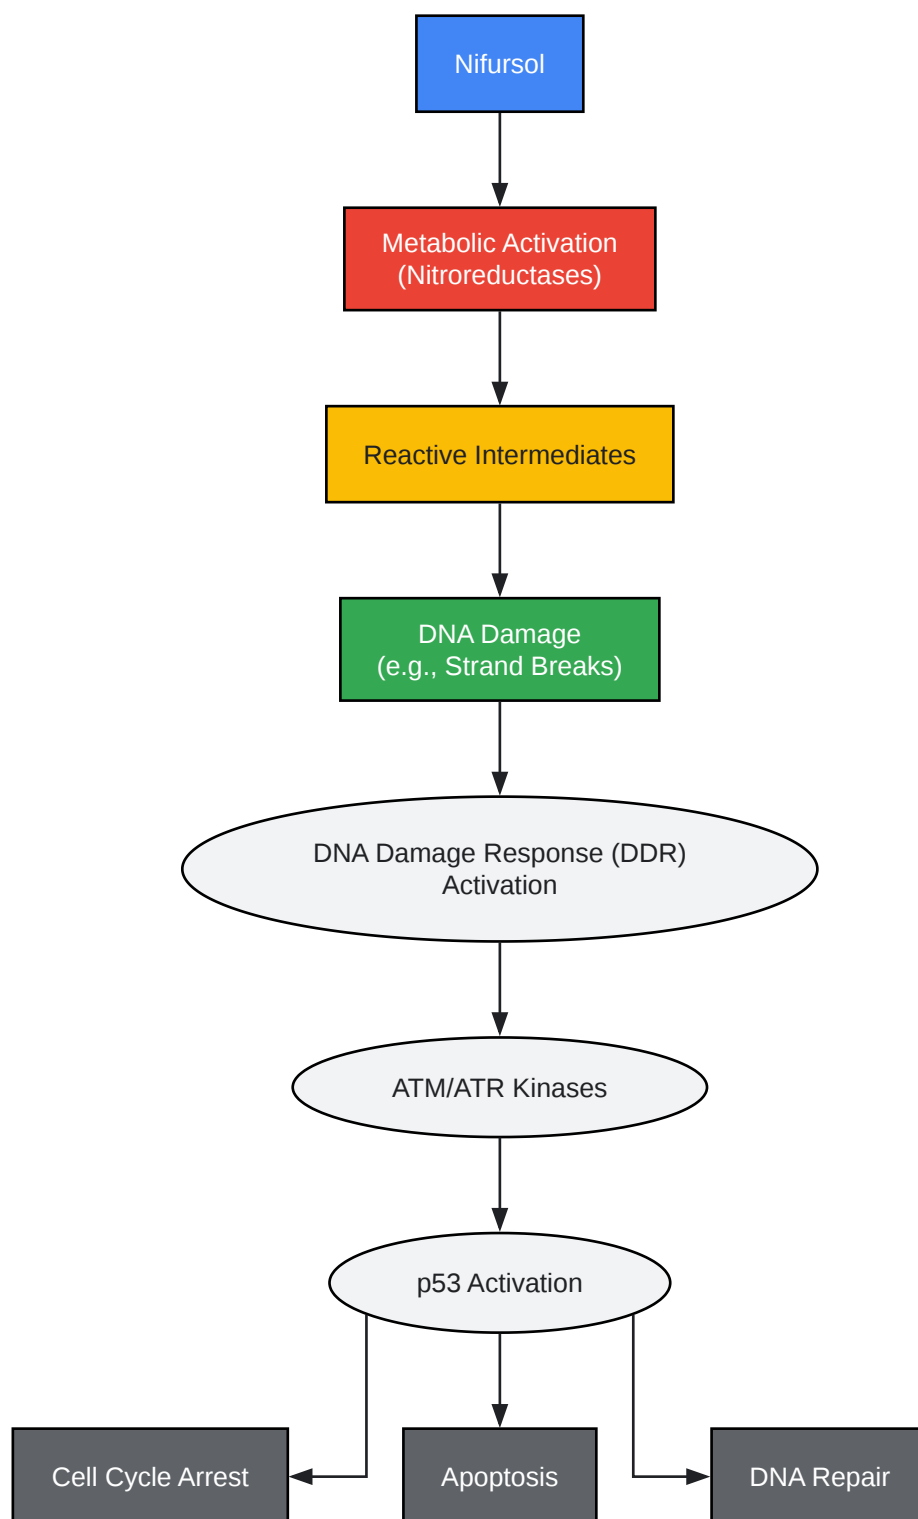 Nifursol
Metabolic Activation
(Nitroreductases)
Reactive Intermediates
DNA Damage
(e.g., Strand Breaks)
DNA Damage Response (DDR)
Activation
ATM/ATR Kinases
p53 Activation
Cell Cycle Arrest
Apoptosis
DNA Repair